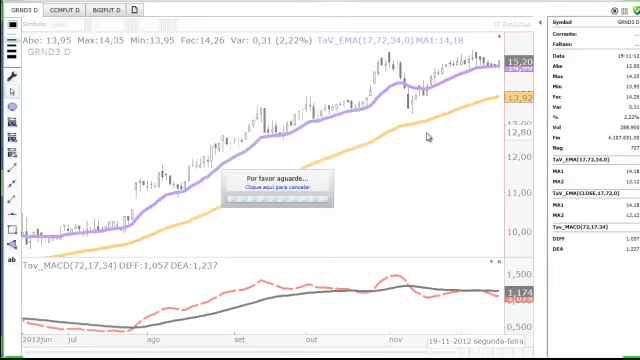 GRND3 D
CCMFUT D
BGIFUT D
IT Evolution
Abe: 13,95 Max: 14,35 Min: 13,95 Fec: 14,26 Var: 0,31 (2,22%) TaV_EMA(17,72,34,0) MA1: 14,18
GRND3 D
15,20
13,92
12,80
12,00
11,00
10,00
Por favor aguarde...
Clique aqui para cancelar
Tav_MACD(72,17,34) DIFF: 1,057 DEA: 1,237
1,500
1,174
0,500
2012jun jul ago set out nov 19-11-2012 segunda-feira
Symbol GRND3 D
Corrente: --
Faltam: --
Data 19-11-12
Abe 13,95
Max 14,35
Min 13,95
Fec 14,26
Var 0,31
% 2,22%
Vol 288.900
Fin 4.107.631,00
Neg 727
TaV_EMA(17,72,34,0)
MA1 14,18
MA2 13,92
TaV_EMA(CLOSE,17,72,0)
MA1 14,18
MA2 13,92
TaV_MACD(72,17,34)
DIFF 1,057
DEA 1,237